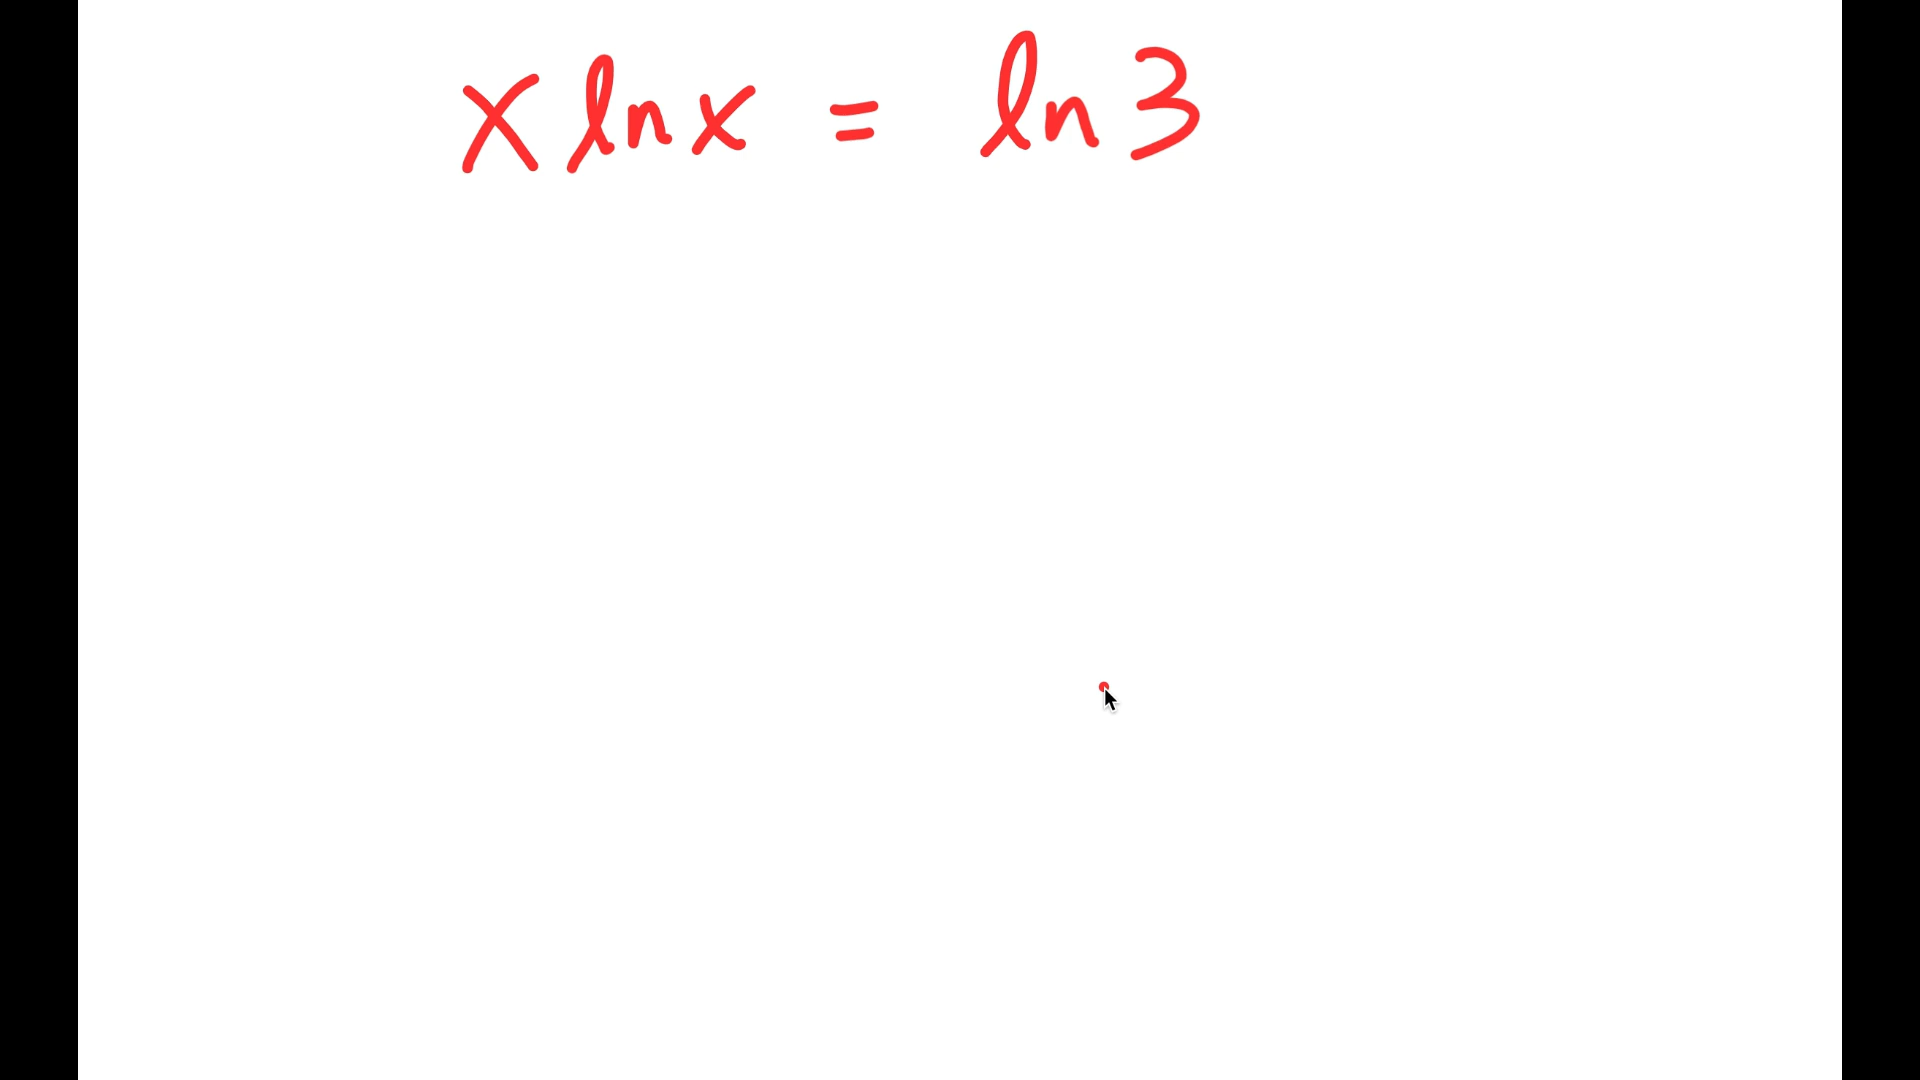 x ln x = ln 3